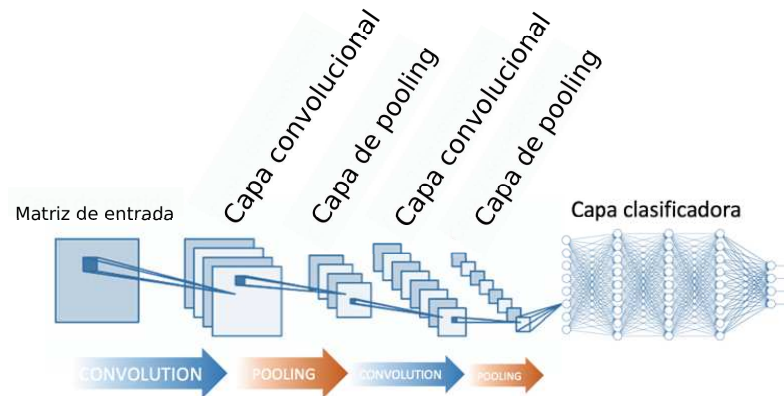 Capa convolucional
Capa de pooling
Capa convolucional
Capa de pooling
Matriz de entrada
Capa clasificadora
CONVOLUTION
POOLING
CONVOLUTION
POOLING